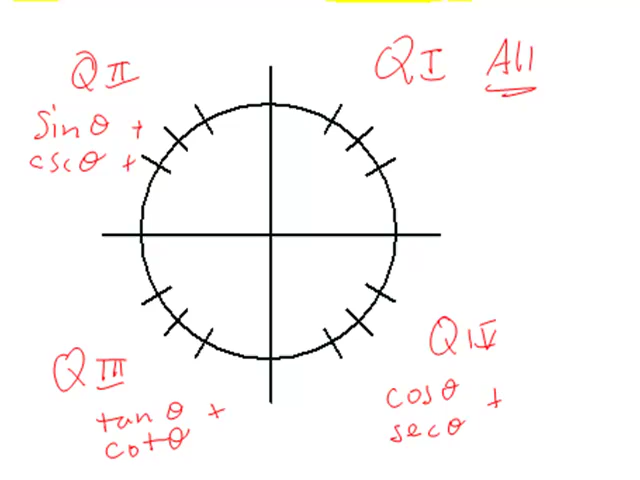 QII
QI All
sinθ +
cscθ +
QIII
QIV
tanθ +
cotθ
cosθ +
secθ